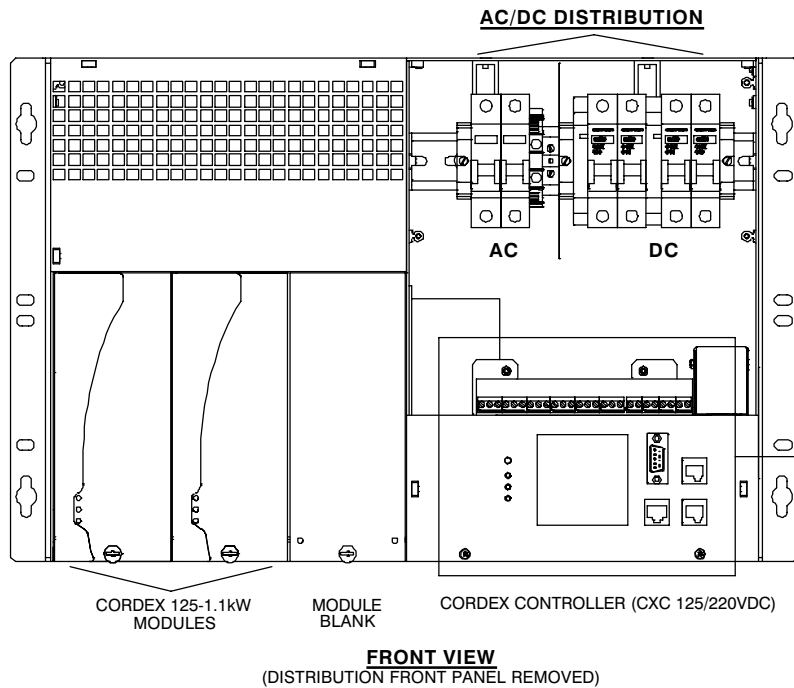 AC/DC DISTRIBUTION
AC
DC
CORDEX 125-1.1kW
MODULES
MODULE
BLANK
CORDEX CONTROLLER (CXC 125/220VDC)
FRONT VIEW
(DISTRIBUTION FRONT PANEL REMOVED)